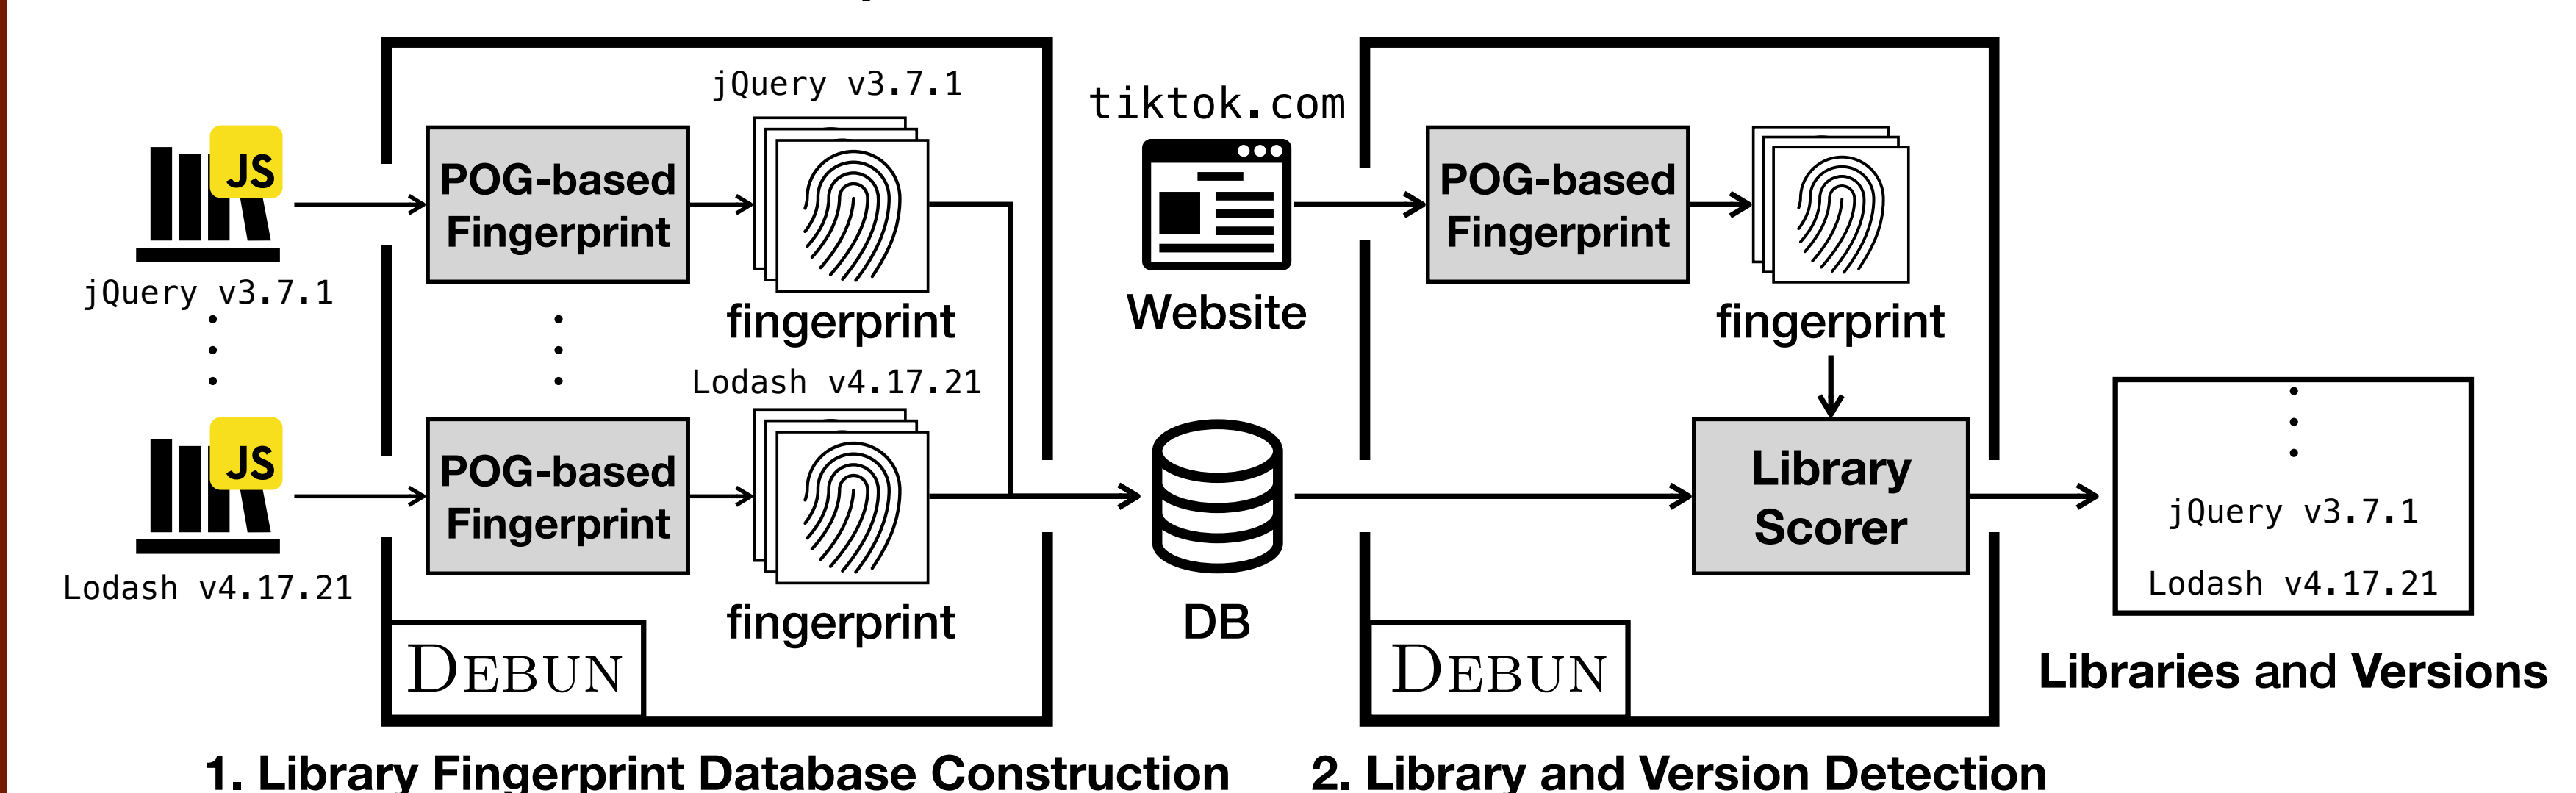 jQuery v3.7.1
tiktok.com
JS
POG-based
Fingerprint
POG-based
Fingerprint
jQuery v3.7.1
fingerprint
Website
fingerprint
Lodash v4.17.21
JS
POG-based
Fingerprint
Library
Scorer
jQuery v3.7.1
Lodash v4.17.21
Lodash v4.17.21
fingerprint
DB
DEBUN
DEBUN
Libraries and Versions
1. Library Fingerprint Database Construction
2. Library and Version Detection